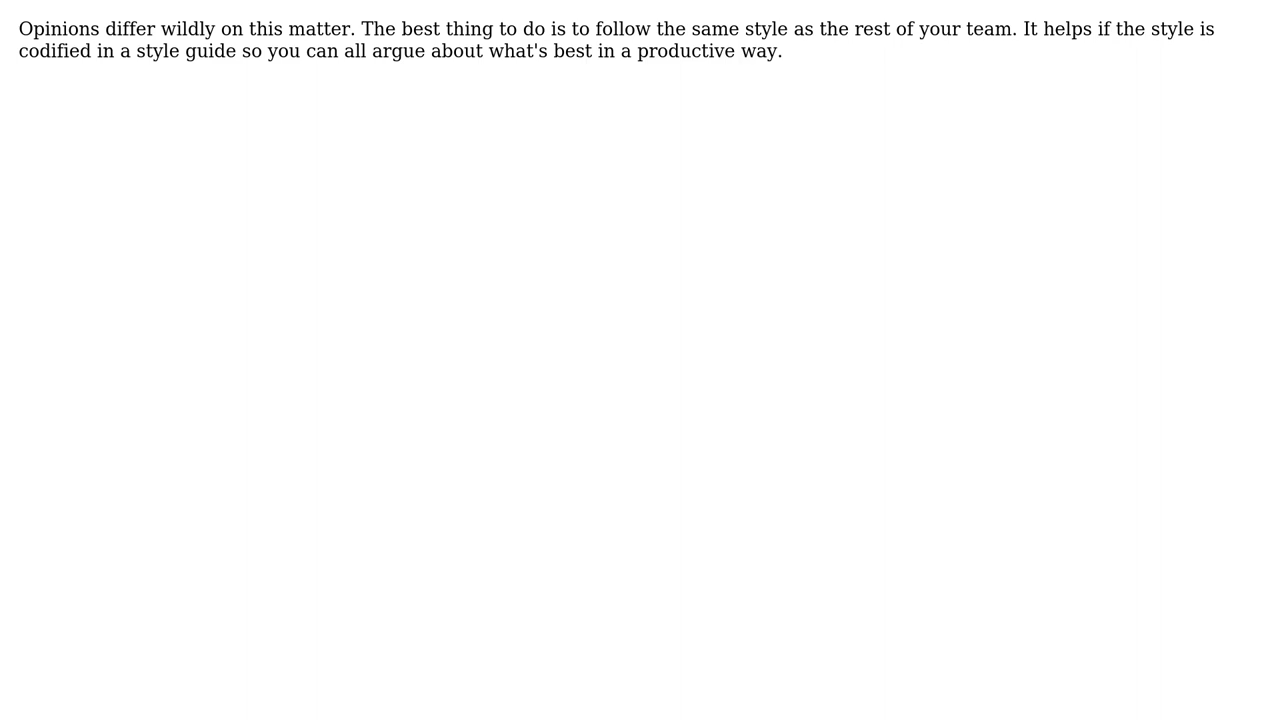 Opinions differ wildly on this matter. The best thing to do is to follow the same style as the rest of your team. It helps if the style is
codified in a style guide so you can all argue about what's best in a productive way.